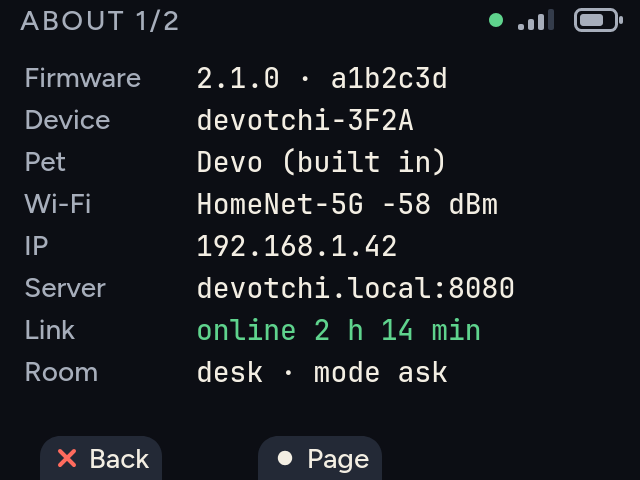 ABOUT 1/2
Firmware 2.1.0 · a1b2c3d
Device devotchi-3F2A
Pet Devo (built in)
Wi-Fi HomeNet-5G -58 dBm
IP 192.168.1.42
Server devotchi.local:8080
Link online 2 h 14 min
Room desk · mode ask
Back Page